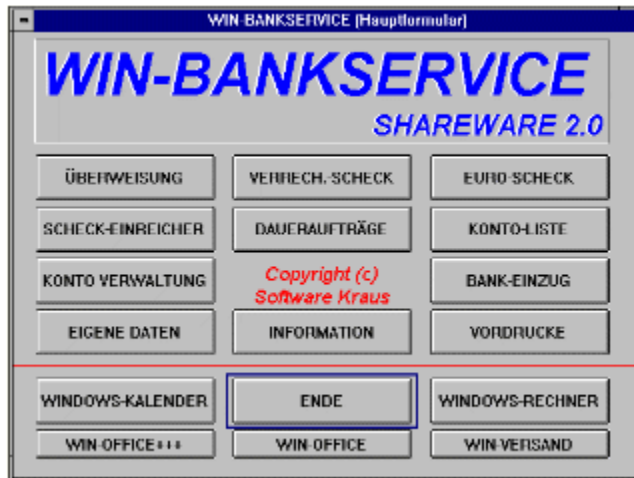 WIN-BANKSERVICE (Hauptformular)
WIN-BANKSERVICE
SHAREWARE 2.0
ÜBERWEISUNG
VERRECH.-SCHECK
EURO-SCHECK
SCHECK-EINREICHER
DAUERAUFTRÄGE
KONTO-LISTE
KONTO VERWALTUNG
Copyright (c)
Software Kraus
BANK-EINZUG
EIGENE DATEN
INFORMATION
VORDRUCKE
WINDOWS-KALENDER
ENDE
WINDOWS-RECHNER
WIN-OFFICE+++
WIN-OFFICE
WIN-VERSAND